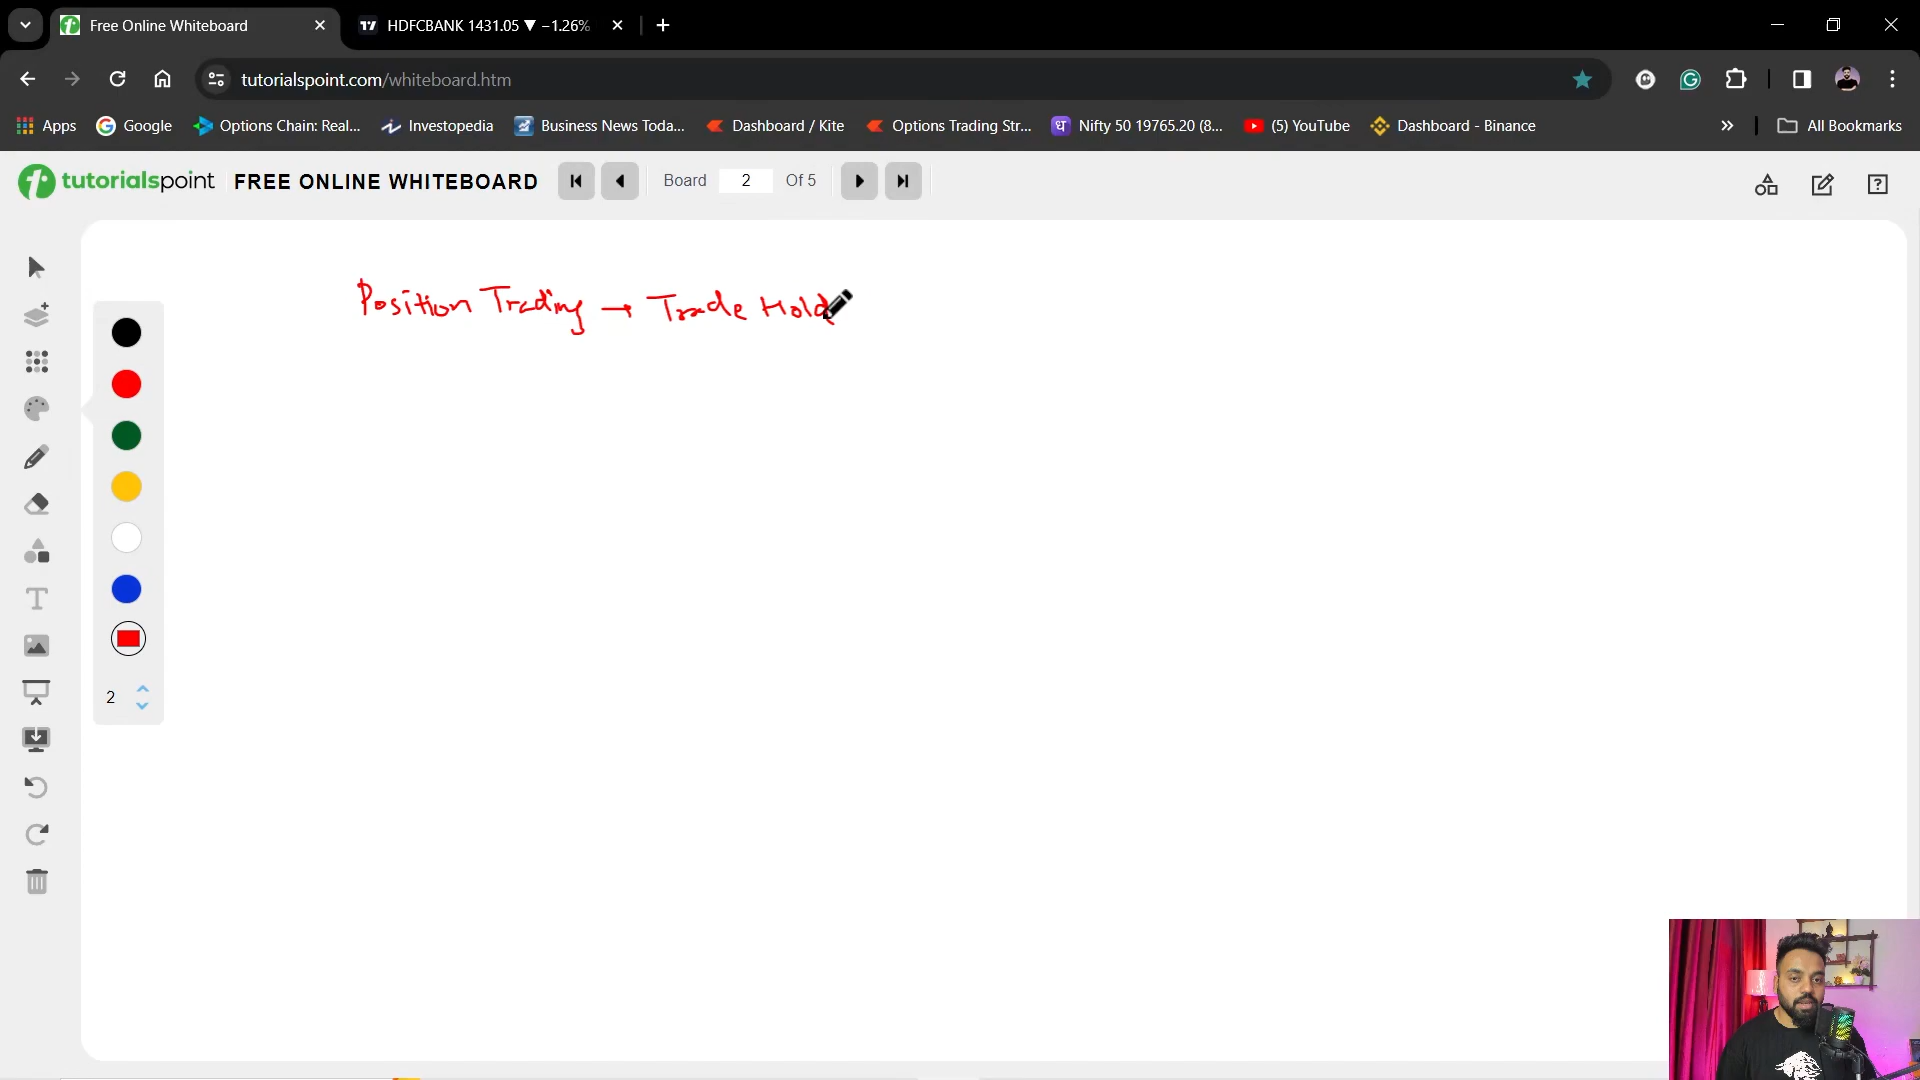 Free Online Whiteboard
HDFCBANK 1431.05 ▼ −1.26%
tutorialspoint.com/whiteboard.htm
Apps
Google
Options Chain: Real...
Investopedia
Business News Toda...
Dashboard / Kite
Options Trading Str...
Nifty 50 19765.20 (8...
(5) YouTube
Dashboard - Binance
All Bookmarks
tutorialspoint
FREE ONLINE WHITEBOARD
Board 2 Of 5
Position Trading → Trade Hold
2